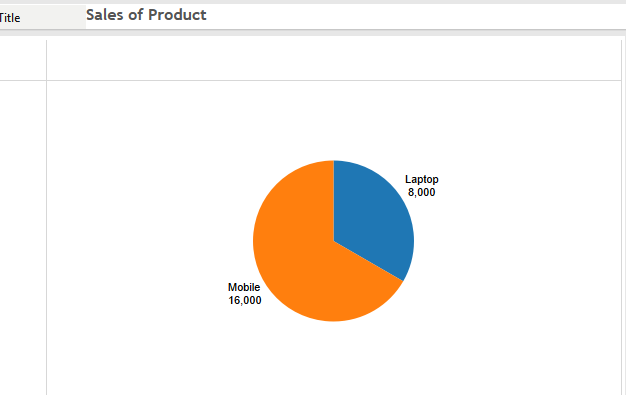 Title
Sales of Product
Laptop
8,000
Mobile
16,000